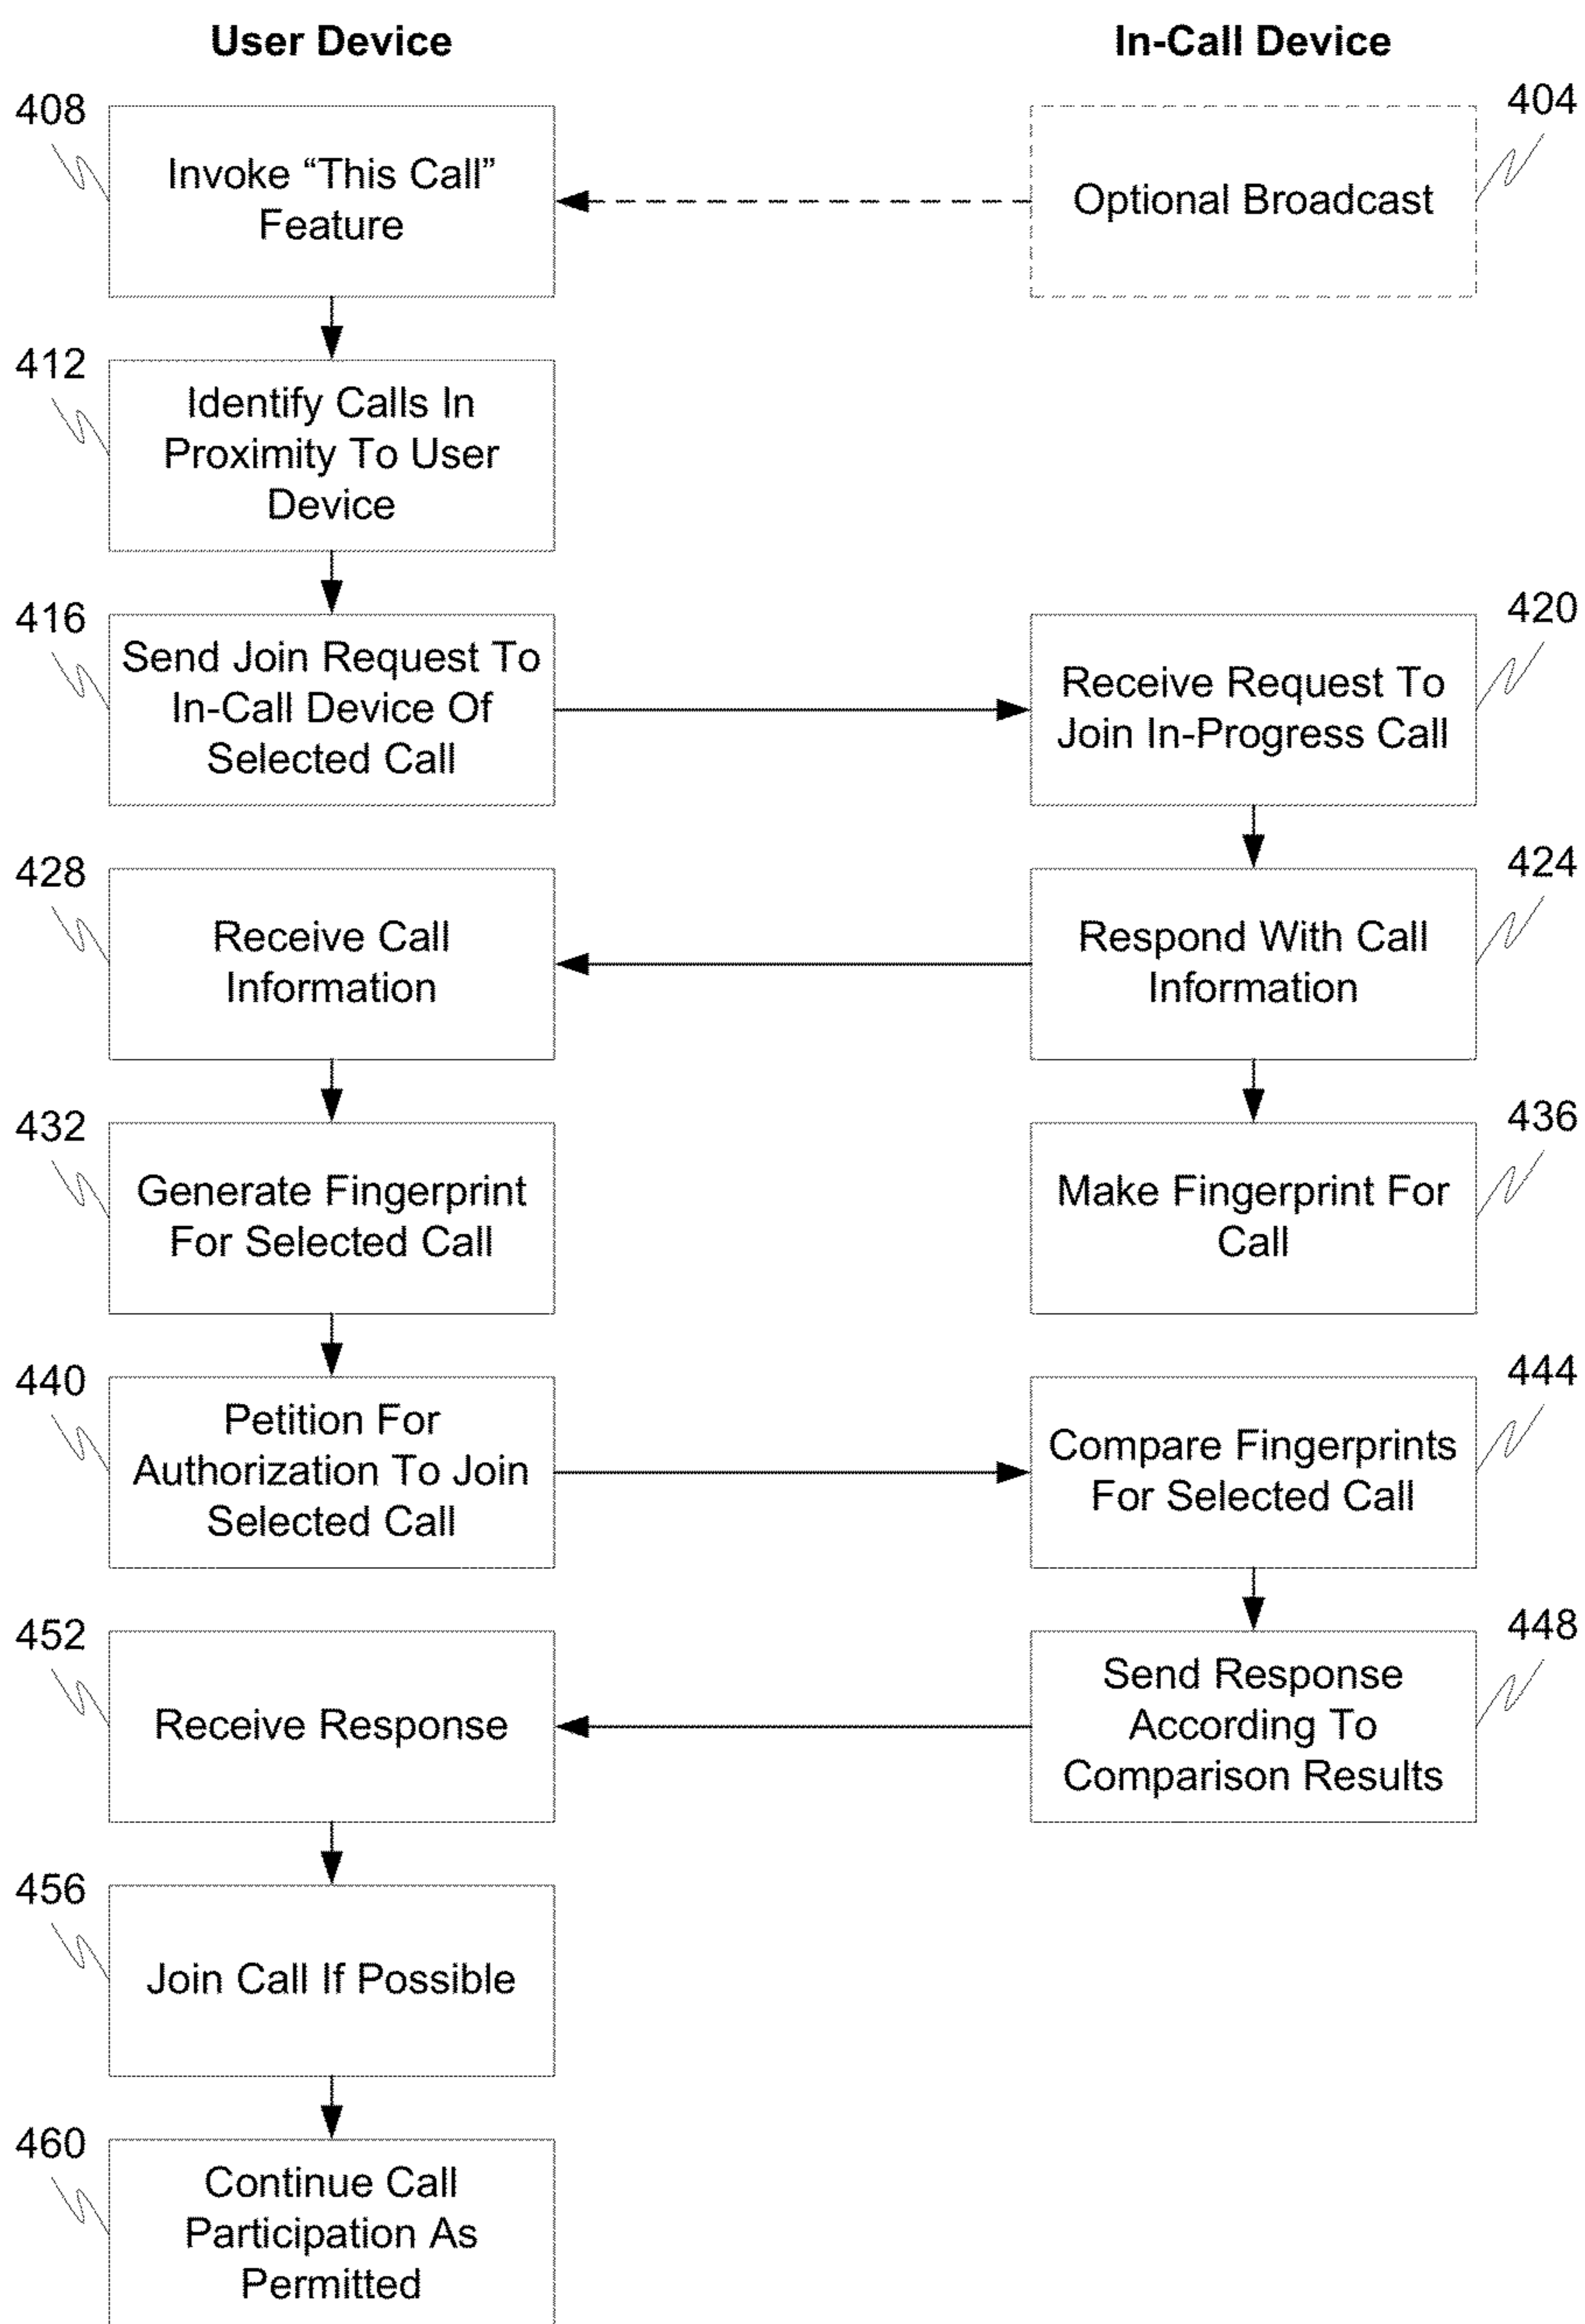 User Device
In-Call Device
408
404
Invoke “This Call”
Feature
Optional Broadcast
412
Identify Calls In
Proximity To User
Device
416
420
Send Join Request To
In-Call Device Of
Selected Call
Receive Request To
Join In-Progress Call
428
424
Receive Call
Information
Respond With Call
Information
432
436
Generate Fingerprint
For Selected Call
Make Fingerprint For
Call
440
444
Petition For
Authorization To Join
Selected Call
Compare Fingerprints
For Selected Call
452
448
Receive Response
Send Response
According To
Comparison Results
456
Join Call If Possible
460
Continue Call
Participation As
Permitted